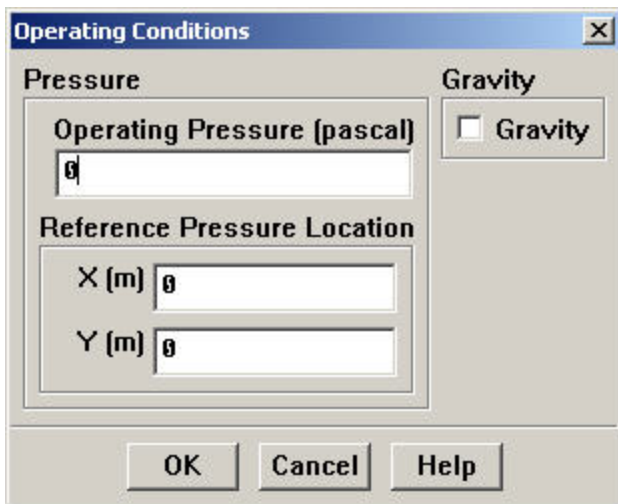 Operating Conditions
Pressure
Gravity
Operating Pressure (pascal)
0
Gravity
Reference Pressure Location
X (m) 0
Y (m) 0
OK Cancel Help